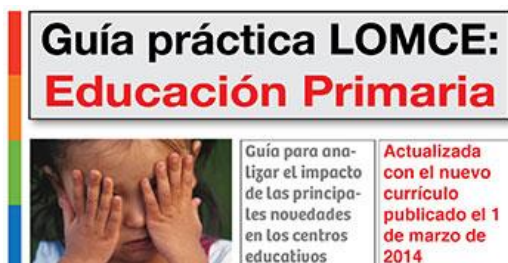 Guía práctica LOMCE:
Educación Primaria
Guía para ana-
lizar el impacto
de las principa-
les novedades
en los centros
educativos
Actualizada
con el nuevo
currículo
publicado el 1
de marzo de
2014